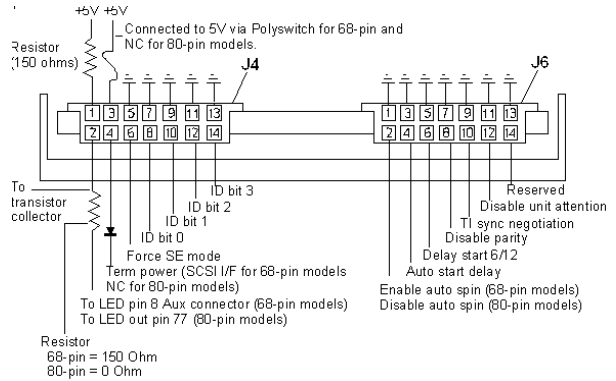 +5V +5V
Connected to 5V via Polyswitch for 68-pin and
NC for 80-pin models.
Resistor
(150 ohms)
J4
J6
1 3 5 7 9 11 13
2 4 6 8 10 12 14
1 3 5 7 9 11 13
2 4 6 8 10 12 14
To
transistor
collector
ID bit 3
ID bit 2
ID bit 1
ID bit 0
Force SE mode
Term power (SCSI I/F for 68-pin models
NC for 80-pin models)
To LED pin 8 Aux connector (68-pin models)
To LED out pin 77 (80-pin models)
Resistor
68-pin = 150 Ohm
80-pin = 0 Ohm
Reserved
Disable unit attention
TI sync negotiation
Disable parity
Delay start 6/12
Auto start delay
Enable auto spin (68-pin models)
Disable auto spin (80-pin models)